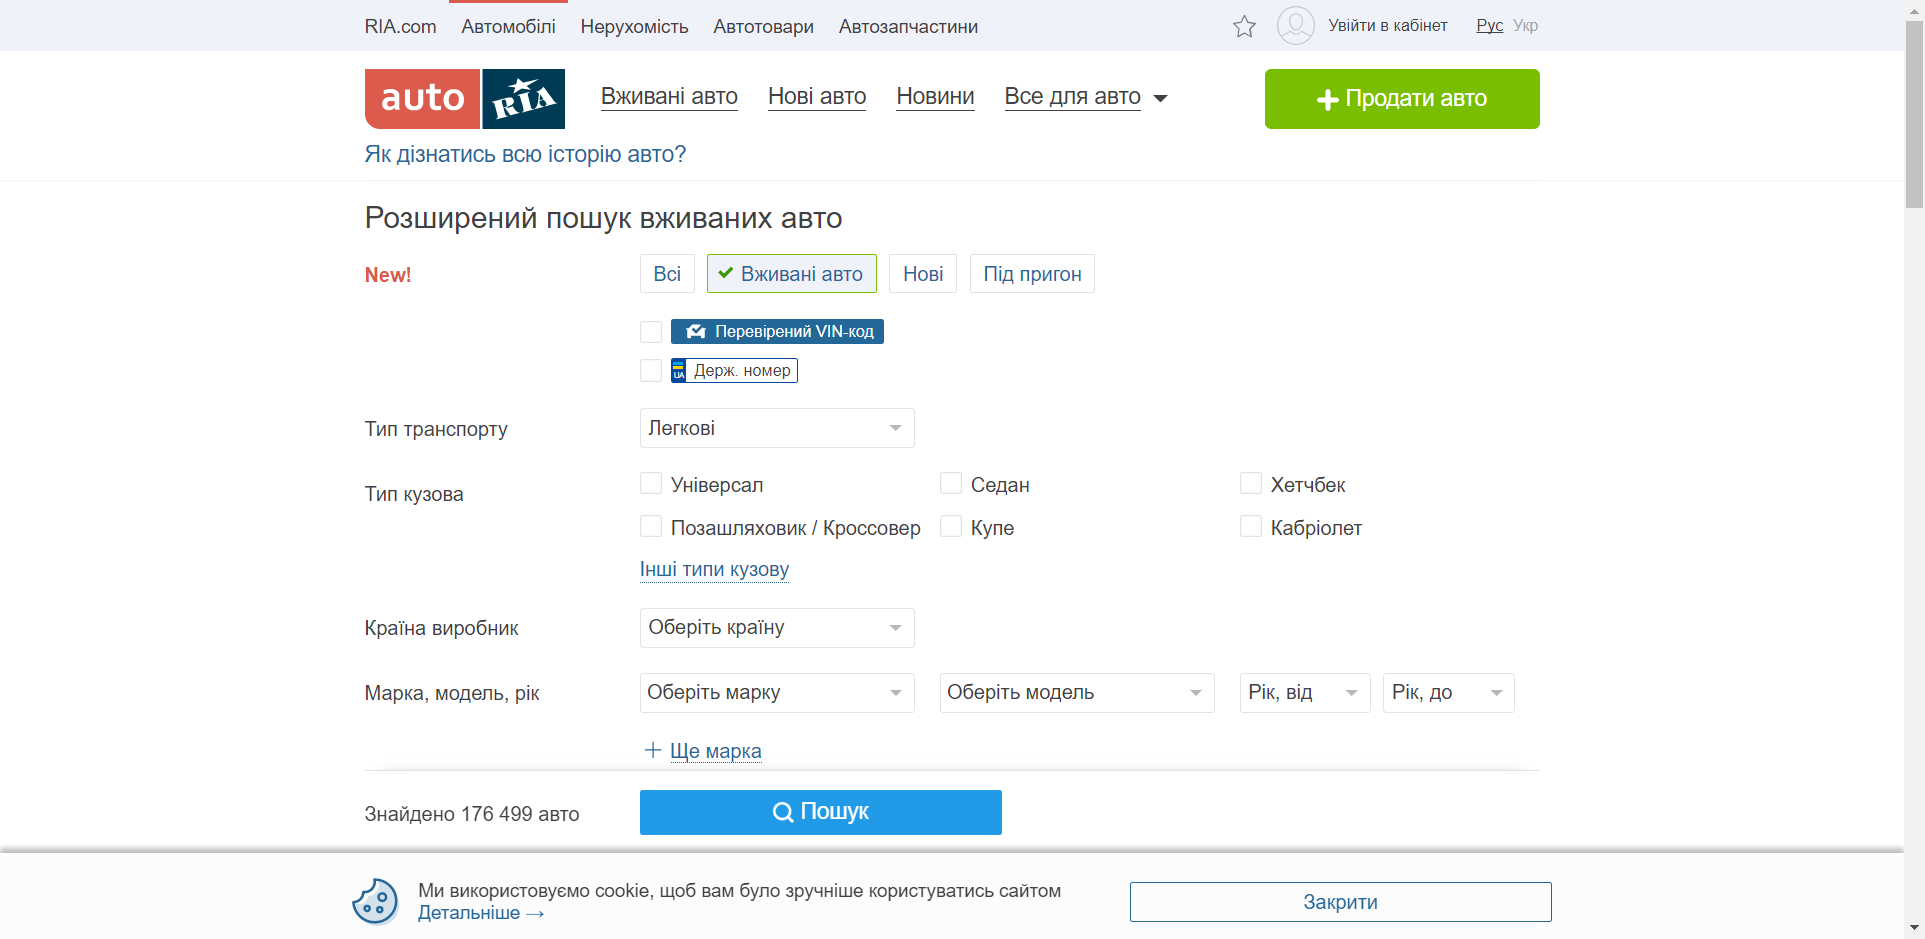 RIA.com Автомобілі Нерухомість Автотовари Автозапчастини Увійти в кабінет Рус Укр
auto RIA Вживані авто Нові авто Новини Все для авто Продати авто
Як дізнатись всю історію авто?
Розширений пошук вживаних авто
New! Всі Вживані авто Нові Під пригон
Перевірений VIN-код
UA Держ. номер
Тип транспорту Легкові
Тип кузова Універсал Седан Хетчбек
Позашляховик / Кроссовер Купе Кабріолет
Інші типи кузову
Країна виробник Оберіть країну
Марка, модель, рік Оберіть марку Оберіть модель Рік, від Рік, до
+ Ще марка
Знайдено 176 499 авто Пошук
Ми використовуємо cookie, щоб вам було зручніше користуватись сайтом
Детальніше →
Закрити